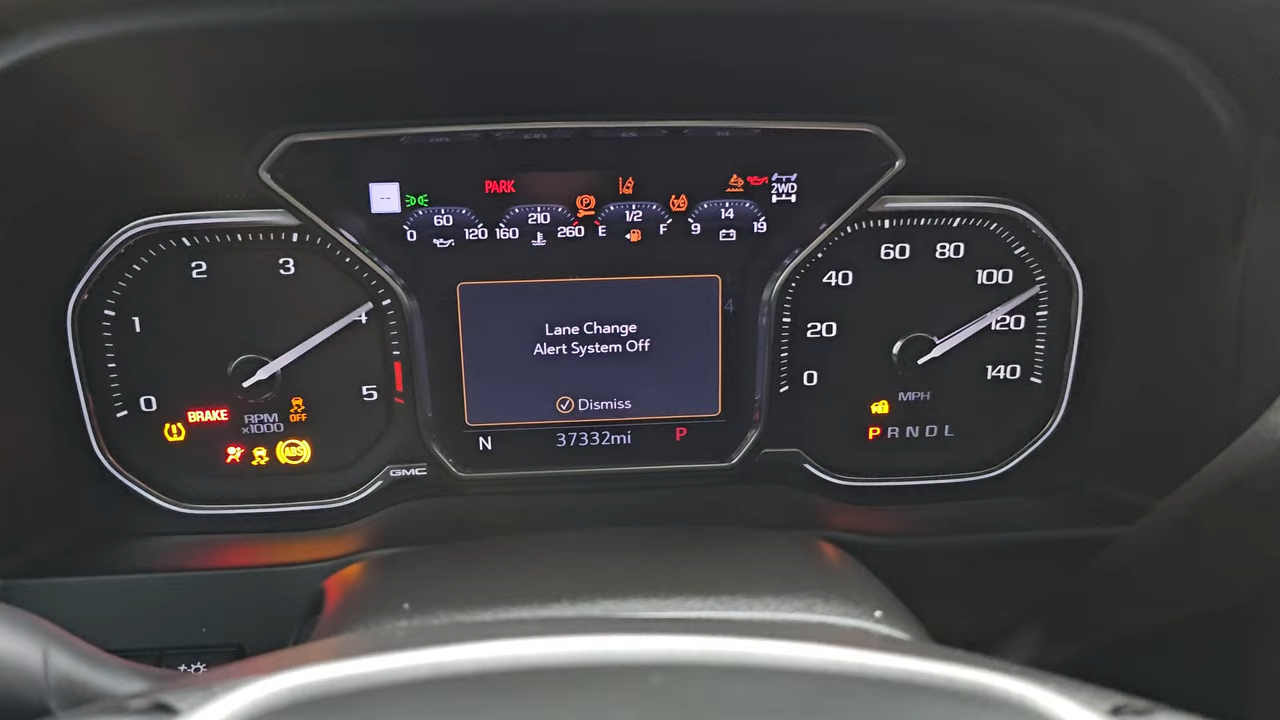 PARK
2WD
60
0 120
210
160 260
1/2
E F
14
9 19
0
1
2
3
4
5
BRAKE
RPM
x1000
OFF
ABS
GMC
Lane Change
Alert System Off
Dismiss
N 37332mi P
4
0
20
40
60
80
100
120
140
MPH
P R N D L